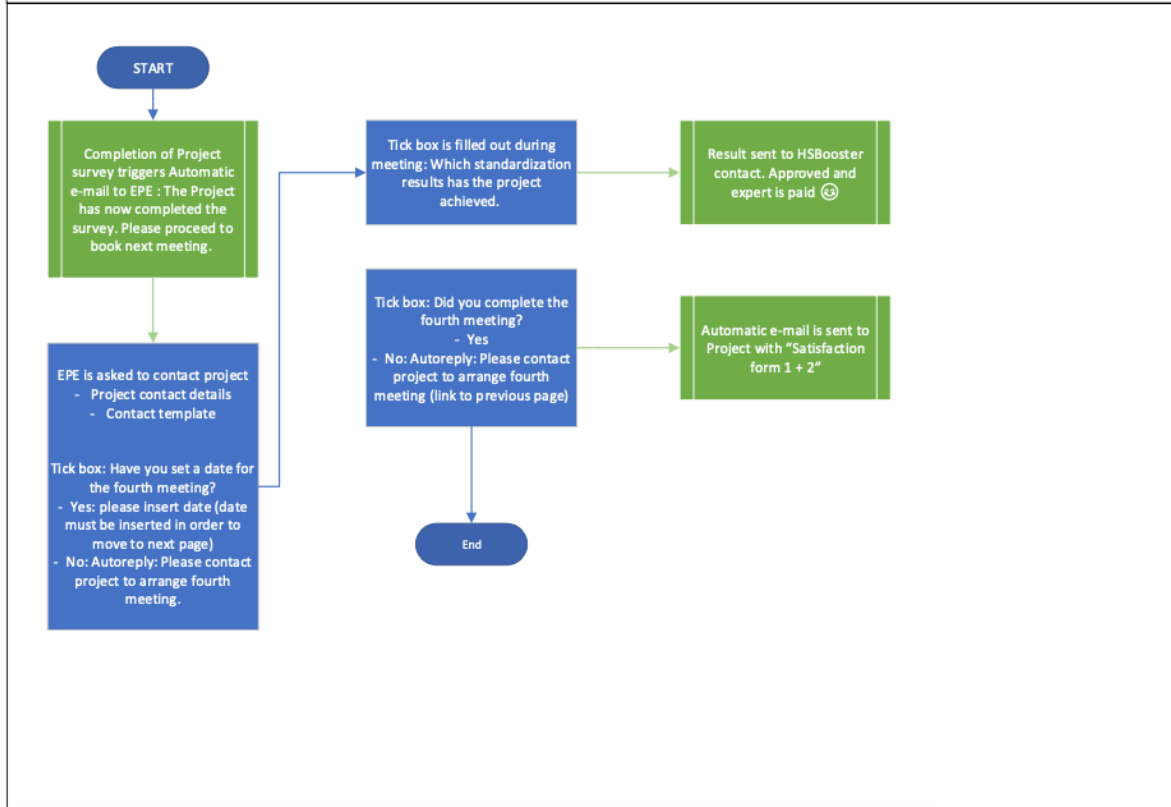 START
Completion of Project
survey triggers Automatic
e-mail to EPE : The Project
has now completed the
survey. Please proceed to
book next meeting.
EPE is asked to contact project
- Project contact details
- Contact template
Tick box: Have you set a date for
the fourth meeting?
- Yes: please insert date (date
must be inserted in order to
move to next page)
- No: Autoreply: Please contact
project to arrange fourth
meeting.
Tick box is filled out during
meeting: Which standardization
results has the project
achieved.
Result sent to HSBooster
contact. Approved and
expert is paid 😊
Tick box: Did you complete the
fourth meeting?
- Yes
- No: Autoreply: Please contact
project to arrange fourth
meeting (link to previous page)
Automatic e-mail is sent to
Project with “Satisfaction
form 1 + 2”
End